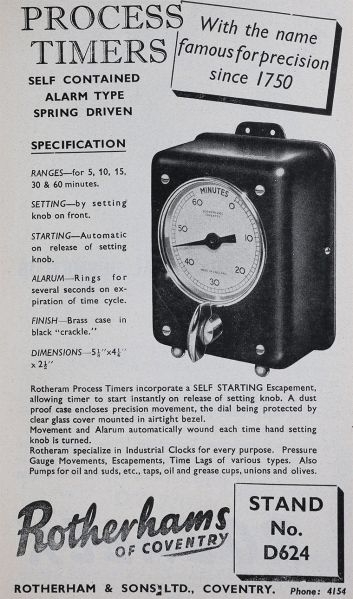 PROCESS
TIMERS
With the name
famous for precision
since 1750
SELF CONTAINED
ALARM TYPE
SPRING DRIVEN
SPECIFICATION
RANGES—for 5, 10, 15,
30 & 60 minutes.
SETTING—by setting
knob on front.
STARTING—Automatic
on release of setting
knob.
ALARUM—Rings for
several seconds on ex-
piration of time cycle.
FINISH—Brass case in
black "crackle."
DIMENSIONS—5½"x4¼"
x 2½"
MINUTES
60 0
50 10
40 20
30
Rotheram Process Timers incorporate a SELF STARTING Escapement,
allowing timer to start instantly on release of setting knob. A dust
proof case encloses precision movement, the dial being protected by
clear glass cover mounted in airtight bezel.
Movement and Alarum automatically wound each time hand setting
knob is turned.
Rotheram specialize in Industrial Clocks for every purpose. Pressure
Gauge Movements, Escapements, Time Lags of various types. Also
Pumps for oil and suds, etc., taps, oil and grease cups, unions and olives.
Rotherhams
OF COVENTRY
STAND
No.
D624
ROTHERHAM & SONS LTD., COVENTRY. Phone: 4154